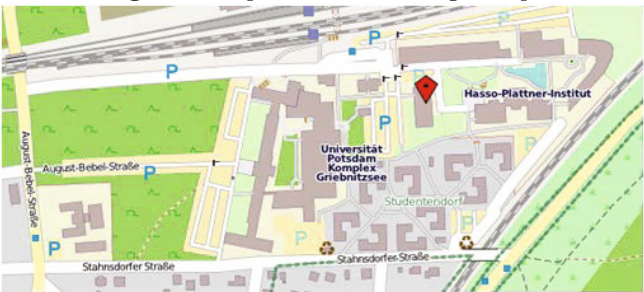 P
P
P
Hasso-Plattner-Institut
P
August-Bebel-Straße
Universität
Potsdam
Komplex
Griebnitzsee
August-Bebel-Straße
P
Studentendorf
P
P
P
Stahnsdorfer Straße
Stahnsdorfer Straße